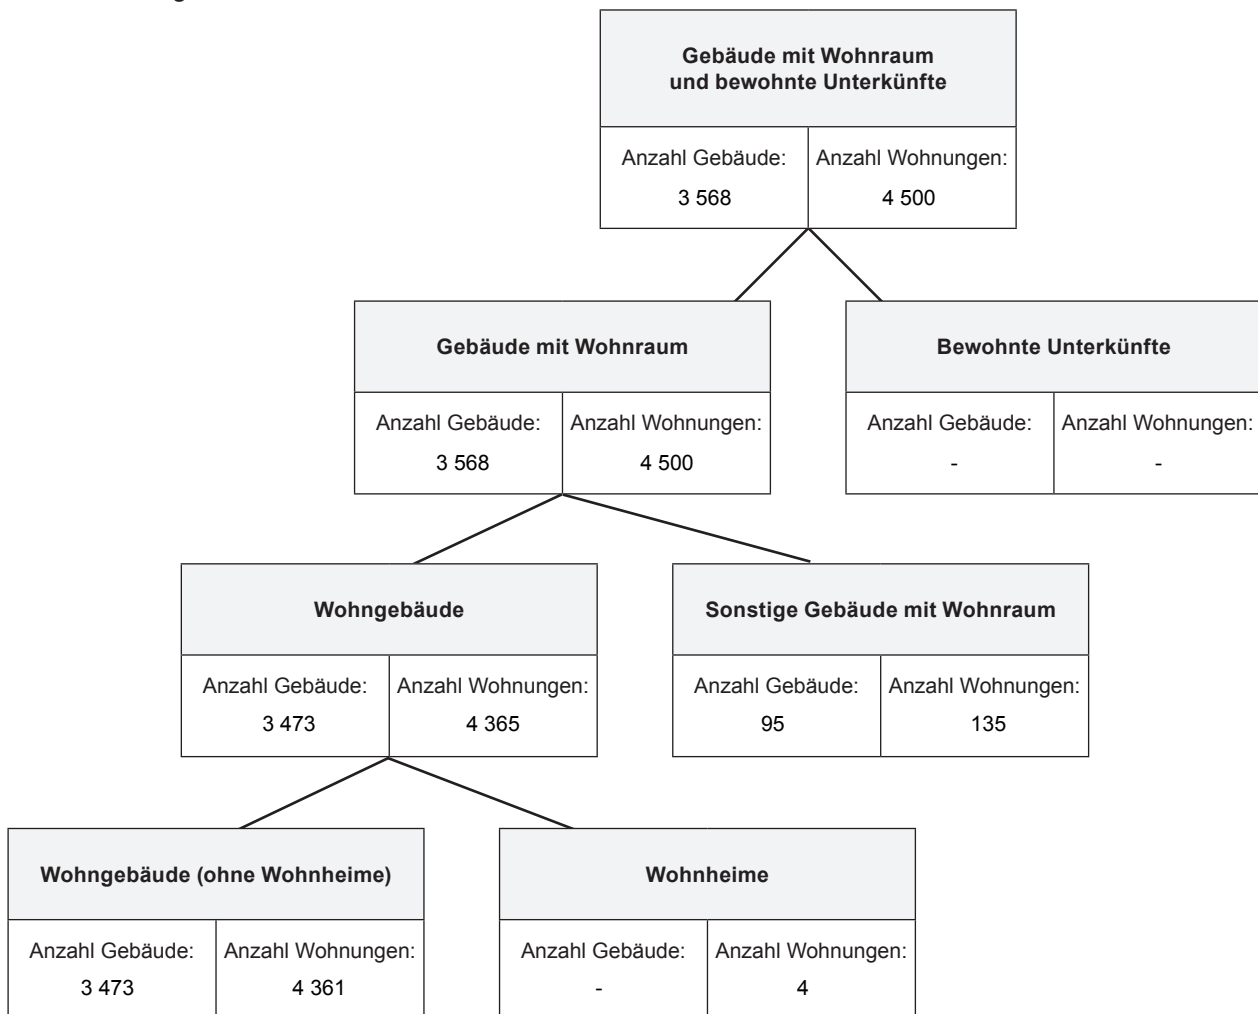 Gebäude mit Wohnraum
und bewohnte Unterkünfte
Anzahl Gebäude: Anzahl Wohnungen:
3 568 4 500
Gebäude mit Wohnraum Bewohnte Unterkünfte
Anzahl Gebäude: Anzahl Wohnungen: Anzahl Gebäude: Anzahl Wohnungen:
3 568 4 500 - -
Wohngebäude Sonstige Gebäude mit Wohnraum
Anzahl Gebäude: Anzahl Wohnungen: Anzahl Gebäude: Anzahl Wohnungen:
3 473 4 365 95 135
Wohngebäude (ohne Wohnheime) Wohnheime
Anzahl Gebäude: Anzahl Wohnungen: Anzahl Gebäude: Anzahl Wohnungen:
3 473 4 361 - 4